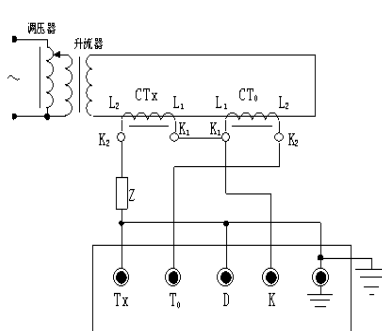 调压器
升流器
~
CTx
CT₀
L₂
L₁
L₁
L₂
K₂
K₁
K₁
K₂
Z
Tx
T₀
D
K